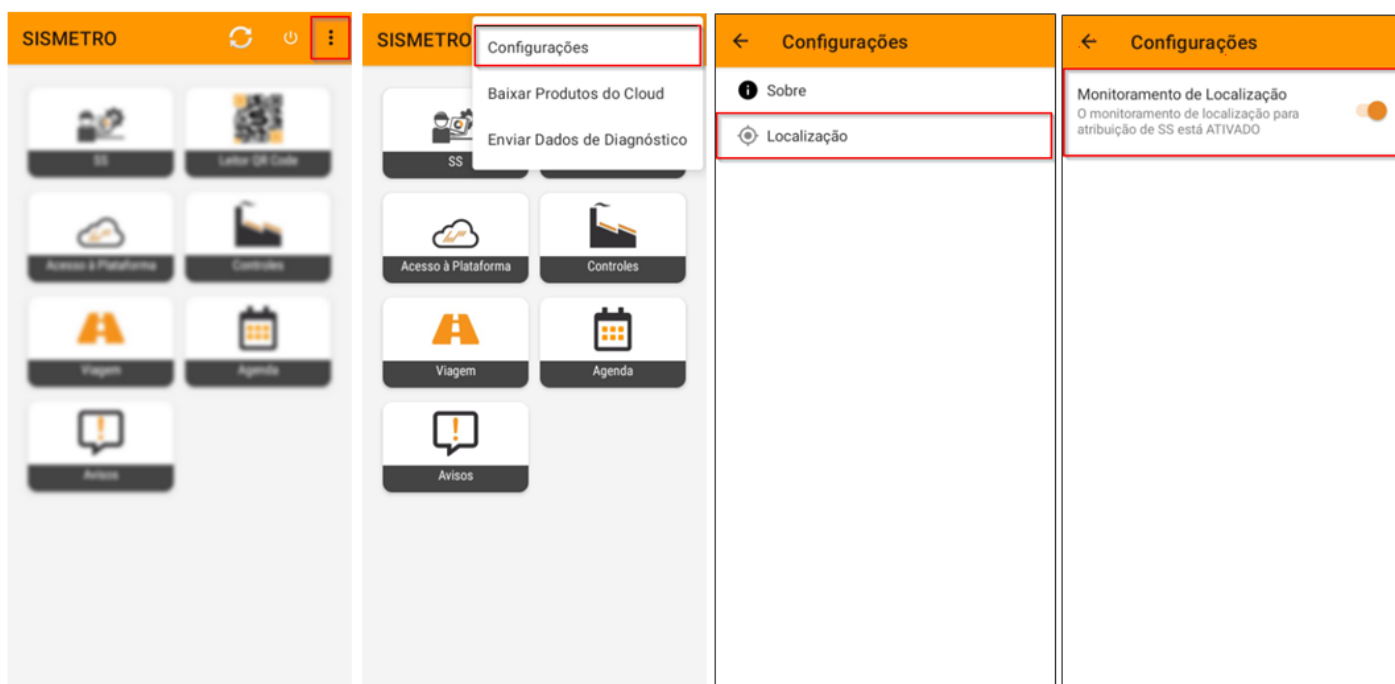 SISMETRO
SS
Leitor QR Code
Acesso à Plataforma
Controles
Viagem
Agenda
Avisos
SISMETRO
Configurações
Baixar Produtos do Cloud
Enviar Dados de Diagnóstico
SS
Acesso à Plataforma
Controles
Viagem
Agenda
Avisos
Configurações
Sobre
Localização
Configurações
Monitoramento de Localização
O monitoramento de localização para
atribuição de SS está ATIVADO